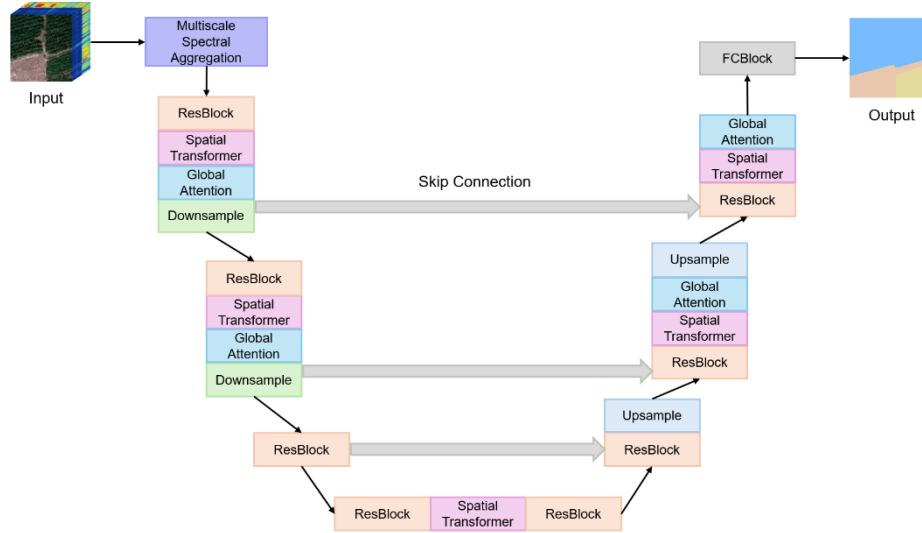 Input
Multiscale
Spectral
Aggregation
ResBlock
Spatial
Transformer
Global
Attention
Downsample
ResBlock
Spatial
Transformer
Global
Attention
Downsample
ResBlock
ResBlock
Spatial
Transformer
ResBlock
Skip Connection
ResBlock
Upsample
ResBlock
Spatial
Transformer
Global
Attention
Upsample
ResBlock
Spatial
Transformer
Global
Attention
FCBlock
Output